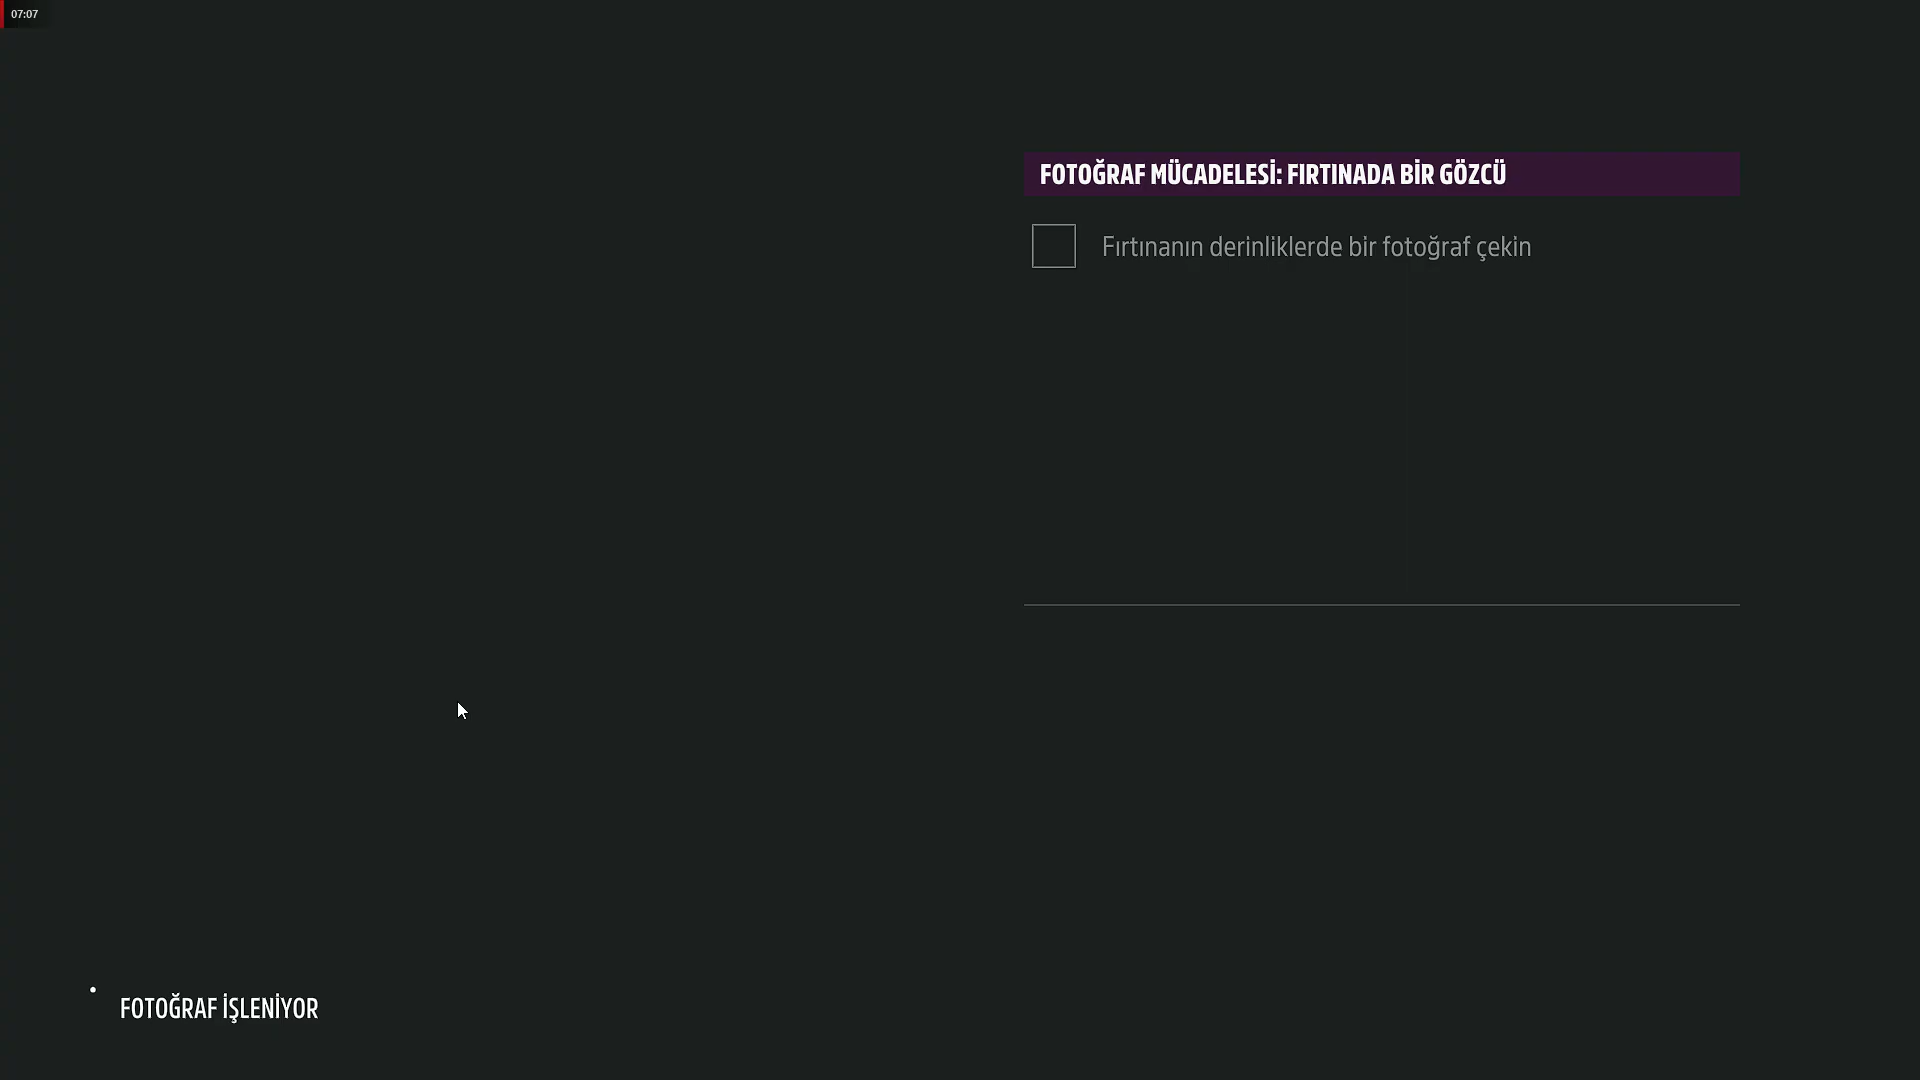 07:07
FOTOĞRAF MÜCADELESİ: FIRTINADA BİR GÖZCÜ
Fırtınanın derinliklerde bir fotoğraf çekin
FOTOĞRAF İŞLENİYOR